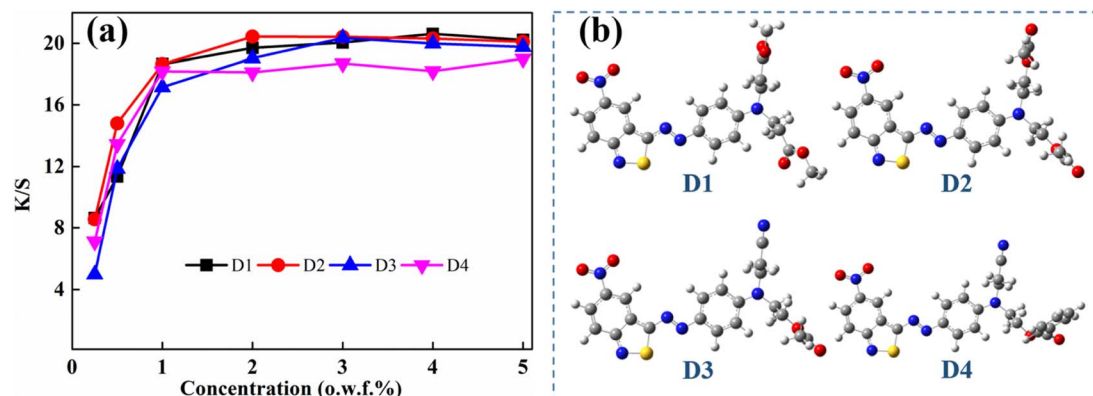 (a)
20
16
12
8
4
K/S
D1 D2 D3 D4
0 1 2 3 4 5
Concentration (o.w.f.%)
(b)
D1
D2
D3
D4